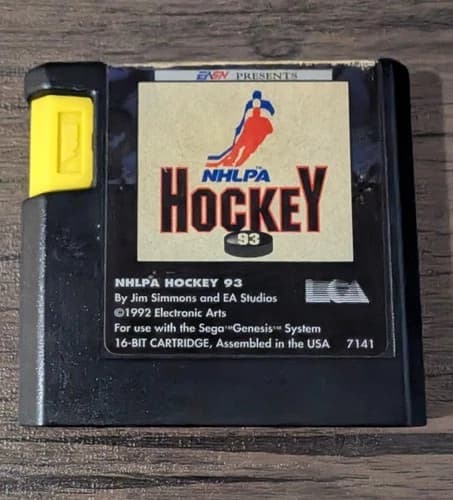 EASN PRESENTS
NHLPA™
HOCKEY
93
NHLPA HOCKEY 93
By Jim Simmons and EA Studios
©1992 Electronic Arts
For use with the Sega™Genesis™ System
16-BIT CARTRIDGE, Assembled in the USA 7141